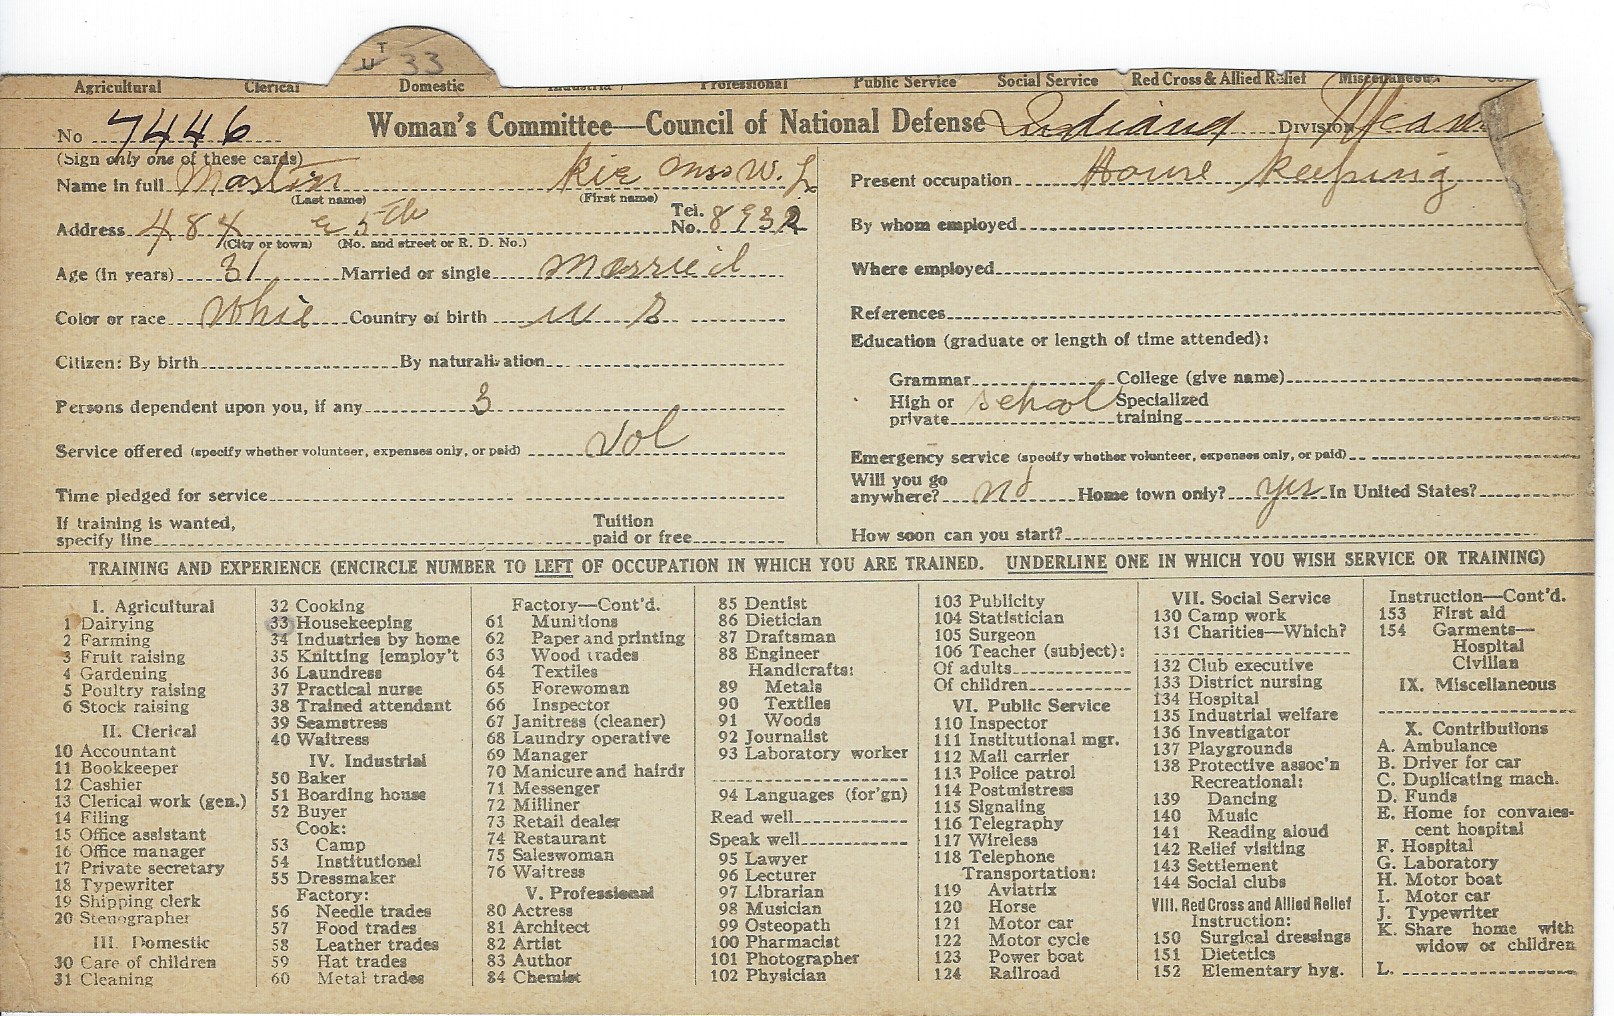 T
U 33
Agricultural Clerical Domestic Industrial Professional Public Service Social Service Red Cross & Allied Relief Miscellaneous
No 7446 Woman's Committee—Council of National Defense Indiana DIVISION
(Sign only one of these cards)
Name in full Martin Mrs W. L
(Last name) (First name)
Address 484 E 5th Tel. No. 8932
(City or town) (No. and street or R. D. No.)
Age (in years) 31 Married or single Married
Color or race Whie Country of birth U S
Citizen: By birth By naturalization
Persons dependent upon you, if any 3
Service offered (specify whether volunteer, expenses only, or paid) Vol
Time pledged for service
If training is wanted, specify line Tuition paid or free
Present occupation House keeping
By whom employed
Where employed
References
Education (graduate or length of time attended):
Grammar College (give name)
High or private school Specialized training
Emergency service (specify whether volunteer, expenses only, or paid)
Will you go anywhere? no Home town only? yes In United States?
How soon can you start?
TRAINING AND EXPERIENCE (ENCIRCLE NUMBER TO LEFT OF OCCUPATION IN WHICH YOU ARE TRAINED. UNDERLINE ONE IN WHICH YOU WISH SERVICE OR TRAINING)
I. Agricultural
1 Dairying
2 Farming
3 Fruit raising
4 Gardening
5 Poultry raising
6 Stock raising
II. Clerical
10 Accountant
11 Bookkeeper
12 Cashier
13 Clerical work (gen.)
14 Filing
15 Office assistant
16 Office manager
17 Private secretary
18 Typewriter
19 Shipping clerk
20 Stenographer
III. Domestic
30 Care of children
31 Cleaning
32 Cooking
33 Housekeeping
34 Industries by home
35 Knitting [employ't
36 Laundress
37 Practical nurse
38 Trained attendant
39 Seamstress
40 Waitress
IV. Industrial
50 Baker
51 Boarding house
52 Buyer
Cook:
53 Camp
54 Institutional
55 Dressmaker
Factory:
56 Needle trades
57 Food trades
58 Leather trades
59 Hat trades
60 Metal trades
Factory—Cont'd.
61 Munitions
62 Paper and printing
63 Wood trades
64 Textiles
65 Forewoman
66 Inspector
67 Janitress (cleaner)
68 Laundry operative
69 Manager
70 Manicure and hairdr
71 Messenger
72 Milliner
73 Retail dealer
74 Restaurant
75 Saleswoman
76 Waitress
V. Professional
80 Actress
81 Architect
82 Artist
83 Author
84 Chemist
85 Dentist
86 Dietician
87 Draftsman
88 Engineer
Handicrafts:
89 Metals
90 Textiles
91 Woods
92 Journalist
93 Laboratory worker
94 Languages (for'gn)
Read well
Speak well
95 Lawyer
96 Lecturer
97 Librarian
98 Musician
99 Osteopath
100 Pharmacist
101 Photographer
102 Physician
103 Publicity
104 Statistician
105 Surgeon
106 Teacher (subject):
Of adults
Of children
VI. Public Service
110 Inspector
111 Institutional mgr.
112 Mail carrier
113 Police patrol
114 Postmistress
115 Signaling
116 Telegraphy
117 Wireless
118 Telephone
Transportation:
119 Aviatrix
120 Horse
121 Motor car
122 Motor cycle
123 Power boat
124 Railroad
VII. Social Service
130 Camp work
131 Charities—Which?
132 Club executive
133 District nursing
134 Hospital
135 Industrial welfare
136 Investigator
137 Playgrounds
138 Protective assoc'n
Recreational:
139 Dancing
140 Music
141 Reading aloud
142 Relief visiting
143 Settlement
144 Social clubs
VIII. Red Cross and Allied Relief
Instruction:
150 Surgical dressings
151 Dietetics
152 Elementary hyg.
Instruction—Cont'd.
153 First aid
154 Garments—
Hospital
Civilian
IX. Miscellaneous
X. Contributions
A. Ambulance
B. Driver for car
C. Duplicating mach.
D. Funds
E. Home for convales-
cent hospital
F. Hospital
G. Laboratory
H. Motor boat
I. Motor car
J. Typewriter
K. Share home with
widow or children
L.